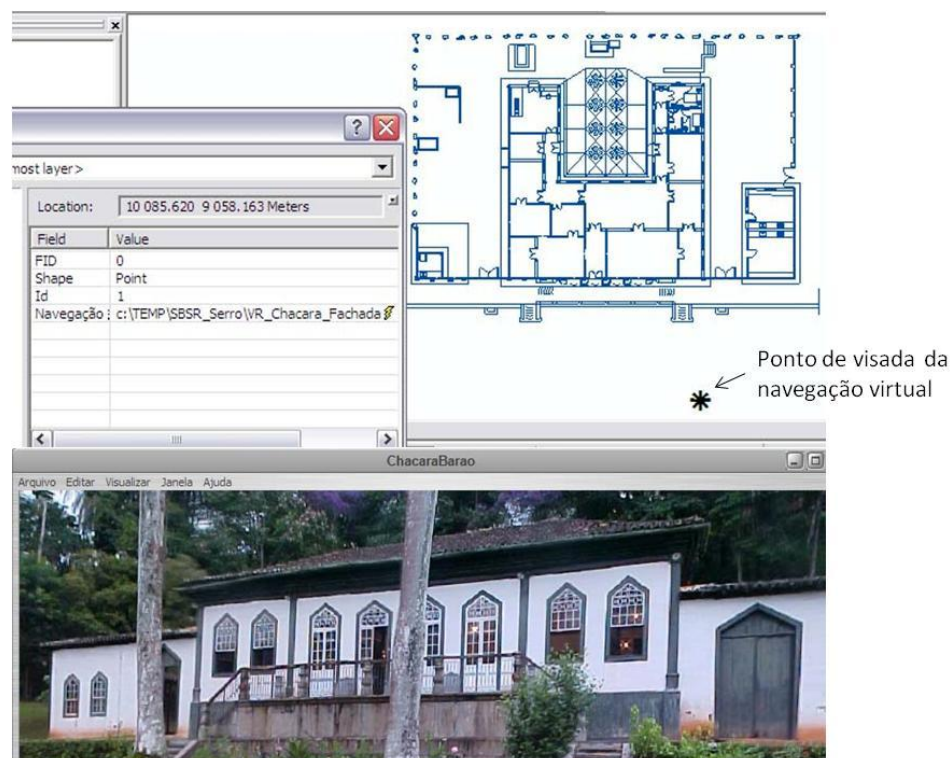 most layer>
Location: 10 085.620 9 058.163 Meters
Field Value
FID 0
Shape Point
Id 1
Navegação : c:\TEMP\SBSR_Serro\VR_Chacara_Fachada
Ponto de visada da
navegação virtual
ChacaraBarao
Arquivo Editar Visualizar Janela Ajuda